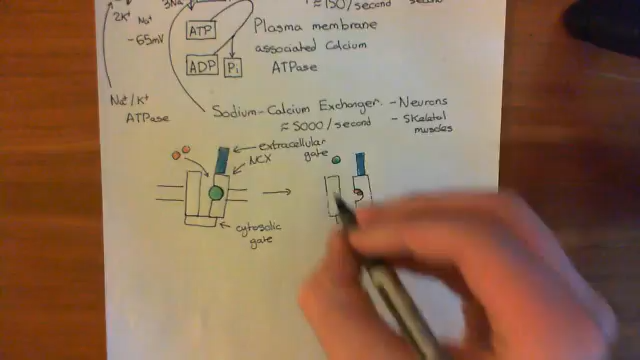 3Na
≈150/second
2K⁺ Na⁺
-65mV
ATP
Plasma membrane
associated Calcium
ADP Pi ATPase
Na⁺/K⁺
ATPase
Sodium-Calcium Exchanger - Neurons
≈5000/second - Skeletal
muscles
extracellular
gate
NCX
cytosolic
gate